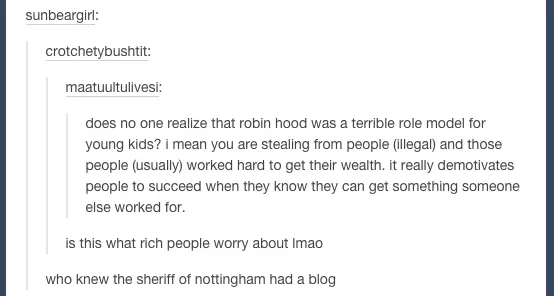 sunbeargirl:
crotchetybushtit:
maatuultulivesi:
does no one realize that robin hood was a terrible role model for
young kids? i mean you are stealing from people (illegal) and those
people (usually) worked hard to get their wealth. it really demotivates
people to succeed when they know they can get something someone
else worked for.
is this what rich people worry about lmao
who knew the sheriff of nottingham had a blog